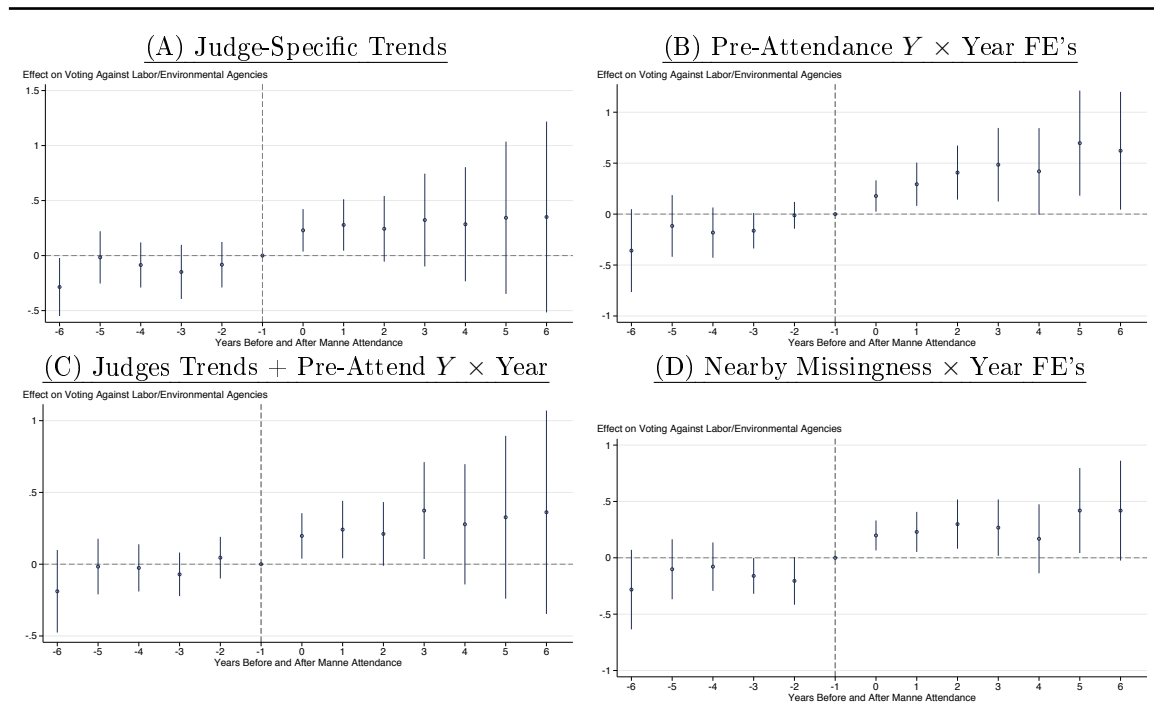 (A) Judge-Specific Trends
Effect on Voting Against Labor/Environmental Agencies
1.5
1
.5
0
-.5
-6 -5 -4 -3 -2 -1 0 1 2 3 4 5 6
Years Before and After Manne Attendance
(B) Pre-Attendance Y × Year FE's
Effect on Voting Against Labor/Environmental Agencies
1
.5
0
-.5
-1
-6 -5 -4 -3 -2 -1 0 1 2 3 4 5 6
Years Before and After Manne Attendance
(C) Judges Trends + Pre-Attend Y × Year
Effect on Voting Against Labor/Environmental Agencies
1
.5
0
-.5
-6 -5 -4 -3 -2 -1 0 1 2 3 4 5 6
Years Before and After Manne Attendance
(D) Nearby Missingness × Year FE's
Effect on Voting Against Labor/Environmental Agencies
1
.5
0
-.5
-1
-6 -5 -4 -3 -2 -1 0 1 2 3 4 5 6
Years Before and After Manne Attendance